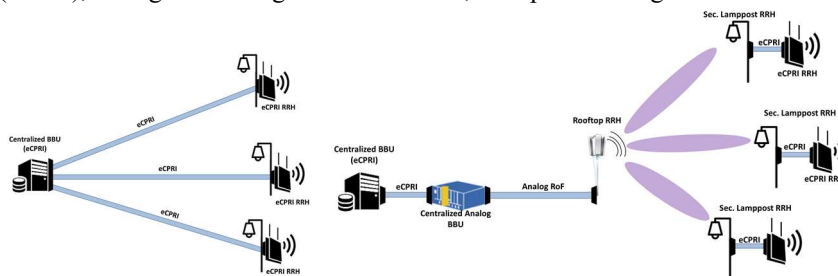 Centralized BBU
(eCPRI)
eCPRI
eCPRI
eCPRI
eCPRI RRH
eCPRI RRH
eCPRI RRH
Centralized BBU
(eCPRI)
eCPRI
Centralized Analog
BBU
Analog RoF
Rooftop RRH
Sec. Lamppost RRH
eCPRI
eCPRI RRH
Sec. Lamppost RRH
eCPRI
Sec. Lamppost RRH
eCPRI
eCPRI RRH